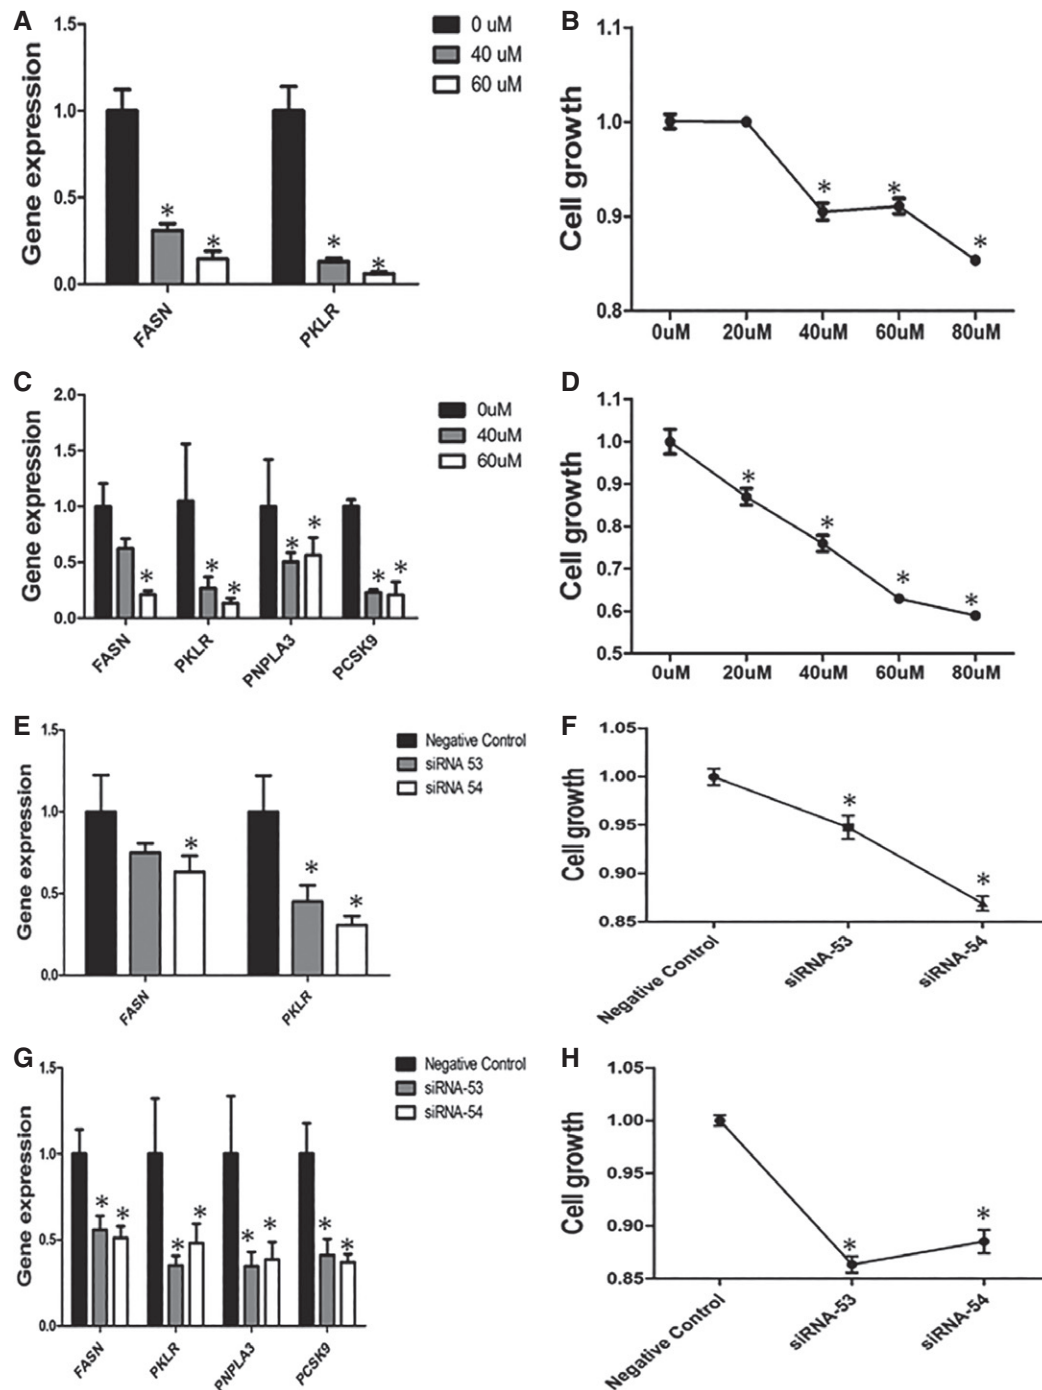 A
Gene expression
1.5
1.0
0.5
0.0
FASN
PKLR
0 uM
40 uM
60 uM
* * * *
B
Cell growth
1.1
1.0
0.9
0.8
0uM 20uM 40uM 60uM 80uM
* * *
C
Gene expression
2.0
1.5
1.0
0.5
0.0
FASN
PKLR
PNPLA3
PCSK9
0uM
40uM
60uM
* * * * * * *
D
Cell growth
1.1
1.0
0.9
0.8
0.7
0.6
0.5
0uM 20uM 40uM 60uM 80uM
* * * *
E
Gene expression
1.5
1.0
0.5
0.0
FASN
PKLR
Negative Control
siRNA 53
siRNA 54
* * *
F
Cell growth
1.05
1.00
0.95
0.90
0.85
Negative Control
siRNA-53
siRNA-54
* *
G
Gene expression
1.5
1.0
0.5
0.0
FASN
PKLR
PNPLA3
PCSK9
Negative Control
siRNA-53
siRNA-54
* * * * * * * *
H
Cell growth
1.05
1.00
0.95
0.90
0.85
Negative Control
siRNA-53
siRNA-54
* *